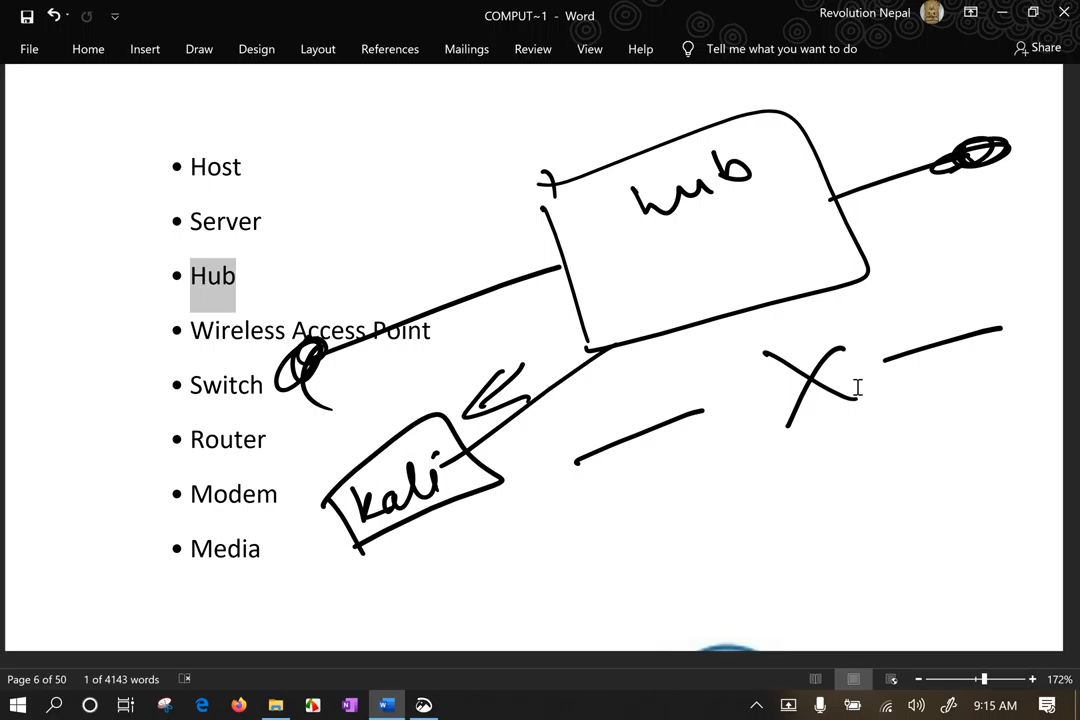 COMPUT~1 - Word
Revolution Nepal
File Home Insert Draw Design Layout References Mailings Review View Help Tell me what you want to do Share
• Host
• Server
• Hub
• Wireless Access Point
• Switch
• Router
• Modem
• Media
hub
kali
X
Page 6 of 50 1 of 4143 words 172%
9:15 AM